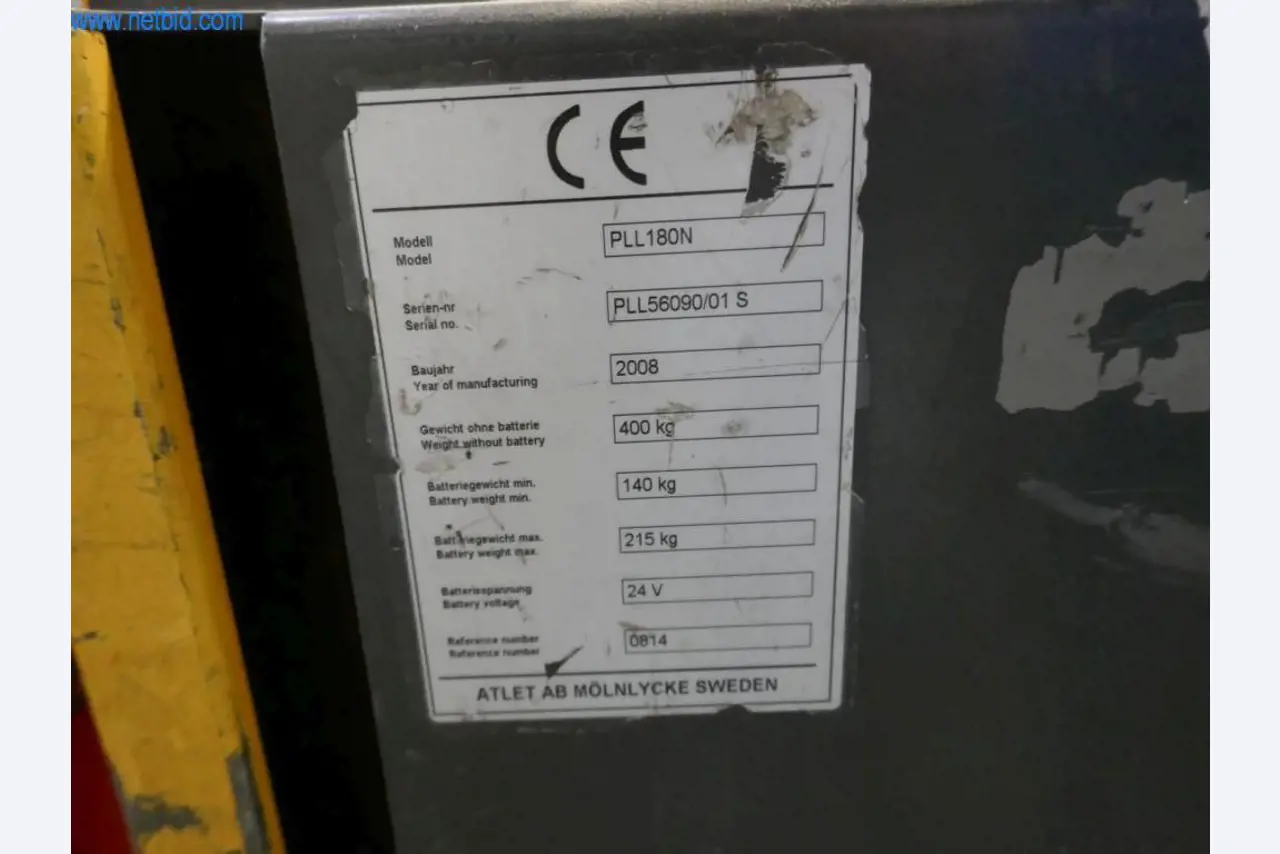 www.netbid.com
CE
Modell
Model
PLL180N
Serien-nr
Serial no.
PLL56090/01 S
Baujahr
Year of manufacturing
2008
Gewicht ohne batterie
Weight without battery
400 kg
Batteriegewicht min.
Battery weight min.
140 kg
Batteriegewicht max.
Battery weight max.
215 kg
Batteriespannung
Battery voltage
24 V
Reference number
Reference number
0814
ATLET AB MÖLNLYCKE SWEDEN